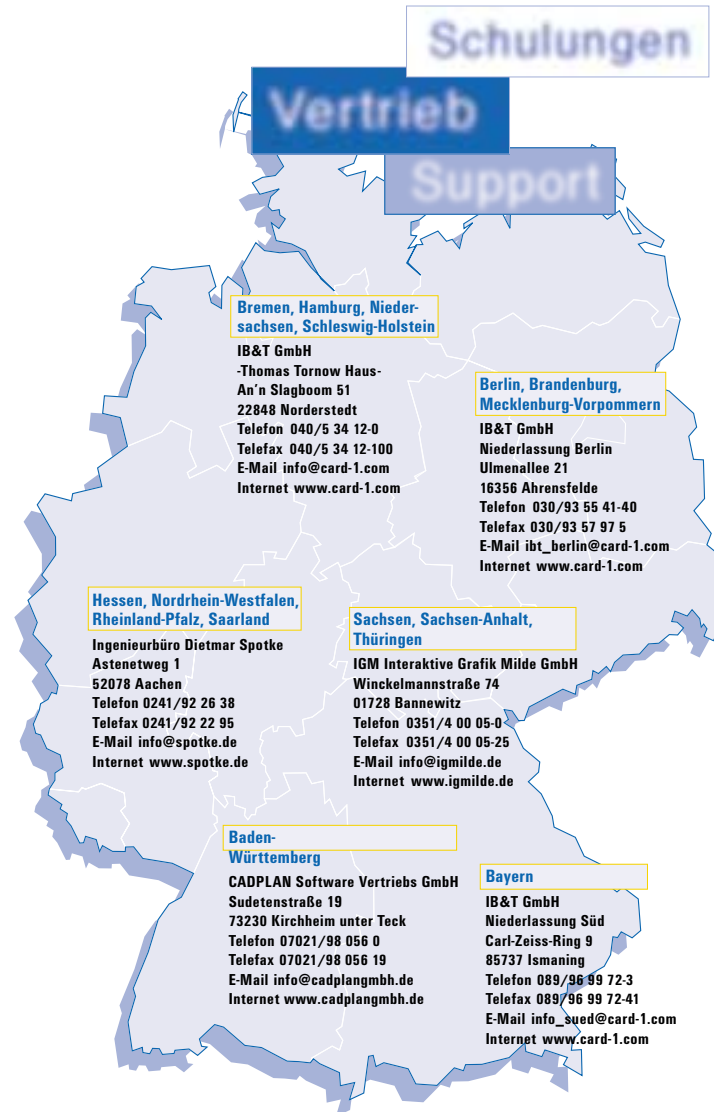 Schulungen
Vertrieb
Support
Bremen, Hamburg, Nieder-
sachsen, Schleswig-Holstein
IB&T GmbH
-Thomas Tornow Haus-
An’n Slagboom 51
22848 Norderstedt
Telefon 040/5 34 12-0
Telefax 040/5 34 12-100
E-Mail info@card-1.com
Internet www.card-1.com
Berlin, Brandenburg,
Mecklenburg-Vorpommern
IB&T GmbH
Niederlassung Berlin
Ulmenallee 21
16356 Ahrensfelde
Telefon 030/93 55 41-40
Telefax 030/93 57 97 5
E-Mail ibt_berlin@card-1.com
Internet www.card-1.com
Hessen, Nordrhein-Westfalen,
Rheinland-Pfalz, Saarland
Ingenieurbüro Dietmar Spotke
Astenetweg 1
52078 Aachen
Telefon 0241/92 26 38
Telefax 0241/92 22 95
E-Mail info@spotke.de
Internet www.spotke.de
Sachsen, Sachsen-Anhalt,
Thüringen
IGM Interaktive Grafik Milde GmbH
Winckelmannstraße 74
01728 Bannewitz
Telefon 0351/4 00 05-0
Telefax 0351/4 00 05-25
E-Mail info@igmilde.de
Internet www.igmilde.de
Baden-
Württemberg
CADPLAN Software Vertriebs GmbH
Sudetenstraße 19
73230 Kirchheim unter Teck
Telefon 07021/98 056 0
Telefax 07021/98 056 19
E-Mail info@cadplangmbh.de
Internet www.cadplangmbh.de
Bayern
IB&T GmbH
Niederlassung Süd
Carl-Zeiss-Ring 9
85737 Ismaning
Telefon 089/96 99 72-3
Telefax 089/96 99 72-41
E-Mail info_sued@card-1.com
Internet www.card-1.com